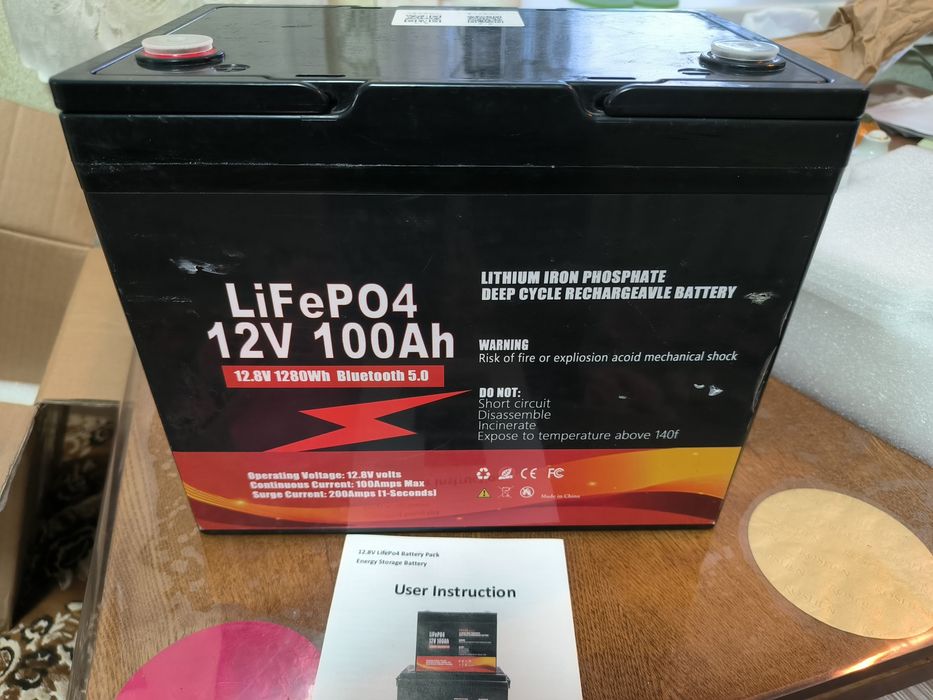 LiFePO4
12V 100Ah
12.8V 1280Wh Bluetooth 5.0
LITHIUM IRON PHOSPHATE
DEEP CYCLE RECHARGEAVLE BATTERY
WARNING
Risk of fire or expliosion acoid mechanical shock
DO NOT:
Short circuit
Disassemble
Incinerate
Expose to temperature above 140f
Operating Voltage: 12.8V volts
Continuous Current: 100Amps Max
Surge Current: 200Amps [1-Seconds]
CE FC
Made in China
12.8V LifePo4 Battery Pack
Energy Storage Battery
User Instruction
LiFePO4
12V 100Ah